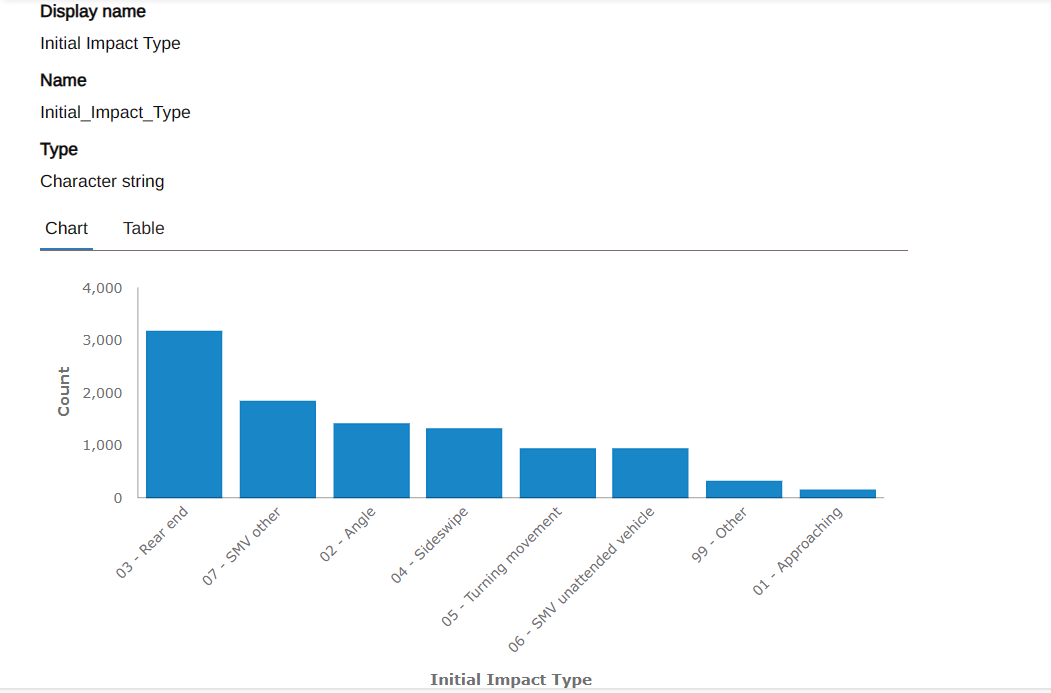 Display name
Initial Impact Type
Name
Initial_Impact_Type
Type
Character string
Chart Table
4,000
3,000
2,000
1,000
0
Count
03 - Rear end
07 - SMV other
02 - Angle
04 - Sideswipe
05 - Turning movement
06 - SMV unattended vehicle
99 - Other
01 - Approaching
Initial Impact Type